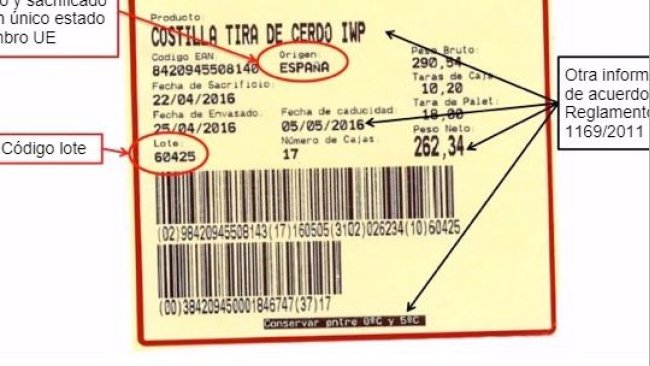 o y sacrificado
n único estado
mbro UE
Producto:
COSTILLA TIRA DE CERDO IWP
Codigo EAN:
8420945508140
Origen:
ESPAÑA
Peso Bruto:
290,54
Taras de Caja:
10,20
Fecha de Sacrificio:
22/04/2016
Tara de Palet:
18,00
Fecha de Envasado:
25/04/2016
Fecha de caducidad:
05/05/2016
Peso Neto:
262,34
Lote:
60425
Número de Cajas:
17
Código lote
Otra inform
de acuerdo
Reglamento
1169/2011
(02)98420945508143(17)160505(3102)026234(10)60425
(00)384209450001846747(37)17
Conservar entre 0ºC y 5ºC